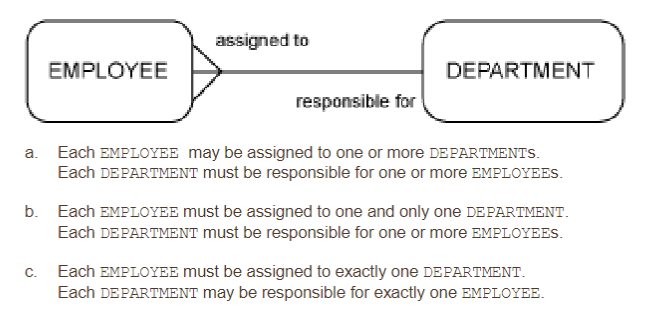 assigned to
EMPLOYEE
DEPARTMENT
responsible for
a. Each EMPLOYEE may be assigned to one or more DEPARTMENTs.
Each DEPARTMENT must be responsible for one or more EMPLOYEEs.
b. Each EMPLOYEE must be assigned to one and only one DEPARTMENT.
Each DEPARTMENT must be responsible for one or more EMPLOYEEs.
c. Each EMPLOYEE must be assigned to exactly one DEPARTMENT.
Each DEPARTMENT may be responsible for exactly one EMPLOYEE.